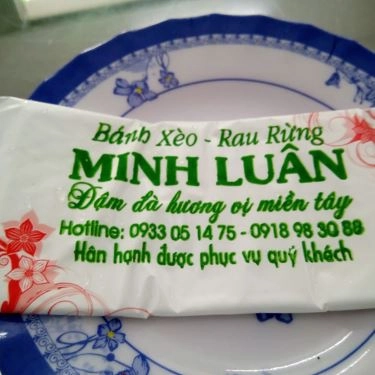 Bánh Xèo - Rau Rừng
MINH LUÂN
Đậm đà hương vị miền tây
Hotline: 0933 05 14 75 - 0918 98 30 88
Hân hạnh được phục vụ quý khách